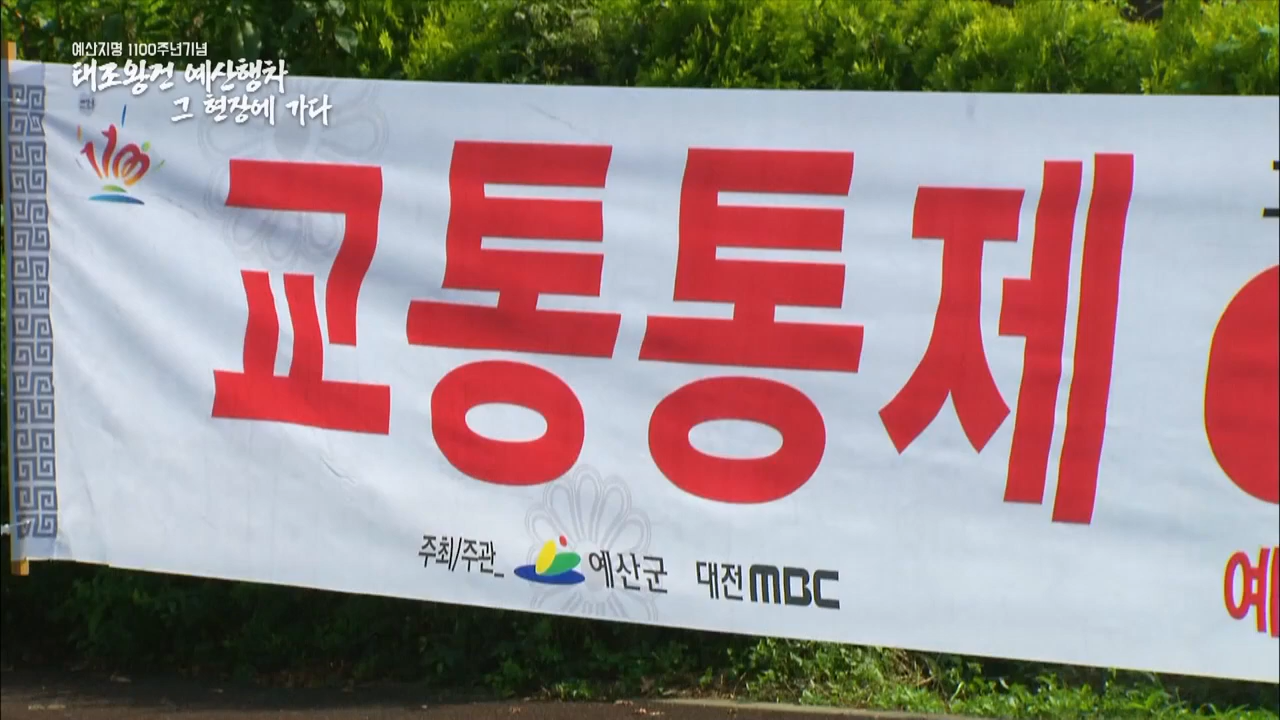 예산지명 1100주년기념
태조왕건 예산행차
그 현장에 가다
1100
교통통제
주최/주관_ 예산군 대전MBC
예